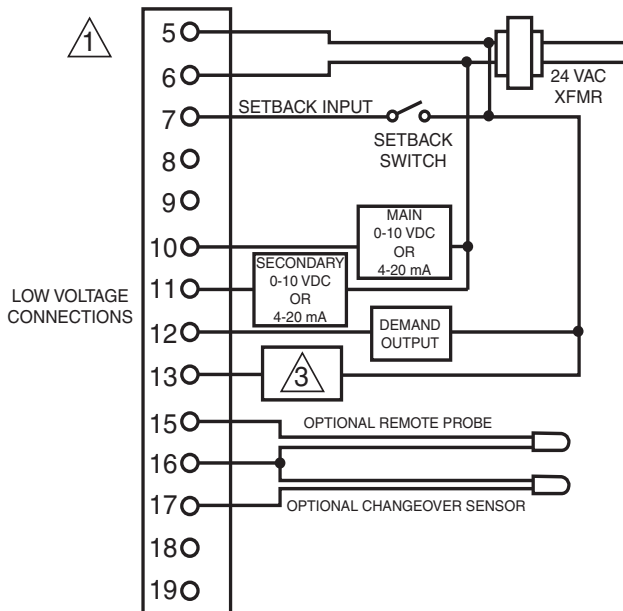 1
5
6
24 VAC
XFMR
7
SETBACK INPUT
SETBACK
SWITCH
8
9
10
MAIN
0-10 VDC
OR
4-20 mA
11
SECONDARY
0-10 VDC
OR
4-20 mA
LOW VOLTAGE
CONNECTIONS
12
DEMAND
OUTPUT
13
3
15
OPTIONAL REMOTE PROBE
16
17
OPTIONAL CHANGEOVER SENSOR
18
19